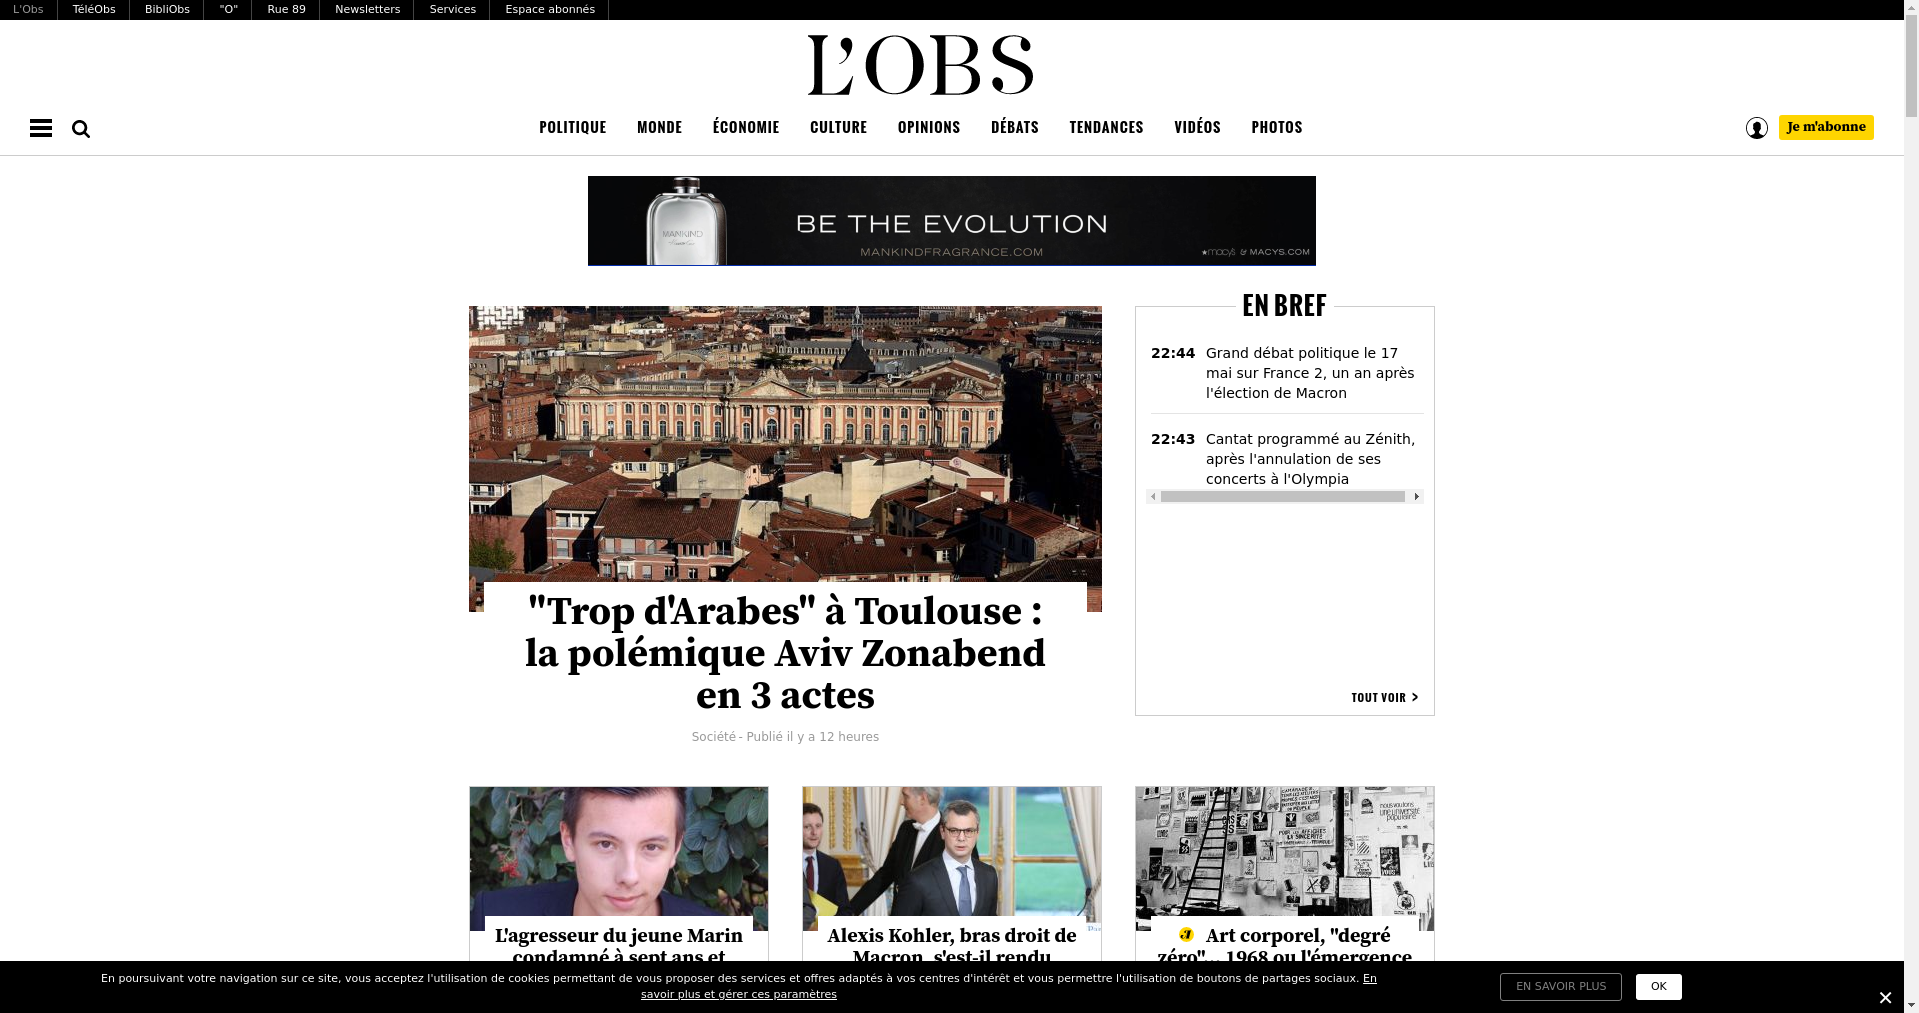 L'Obs
TéléObs
BibliObs
"O"
Rue 89
Newsletters
Services
Espace abonnés
L'OBS
POLITIQUE
MONDE
ÉCONOMIE
CULTURE
OPINIONS
DÉBATS
TENDANCES
VIDÉOS
PHOTOS
Je m'abonne
MANKIND
BE THE EVOLUTION
MANKINDFRAGRANCE.COM
★macy's & MACYS.COM
EN BREF
22:44 Grand débat politique le 17
mai sur France 2, un an après
l'élection de Macron
22:43 Cantat programmé au Zénith,
après l'annulation de ses
concerts à l'Olympia
TOUT VOIR >
"Trop d'Arabes" à Toulouse :
la polémique Aviv Zonabend
en 3 actes
Société - Publié il y a 12 heures
nous voulons
une université
populaire
L'agresseur du jeune Marin
condamné à sept ans et
Alexis Kohler, bras droit de
Macron, s'est-il rendu
Art corporel, "degré
zéro"... 1968 ou l'émergence
En poursuivant votre navigation sur ce site, vous acceptez l'utilisation de cookies permettant de vous proposer des services et offres adaptés à vos centres d'intérêt et vous permettre l'utilisation de boutons de partages sociaux. En
savoir plus et gérer ces paramètres
EN SAVOIR PLUS
OK